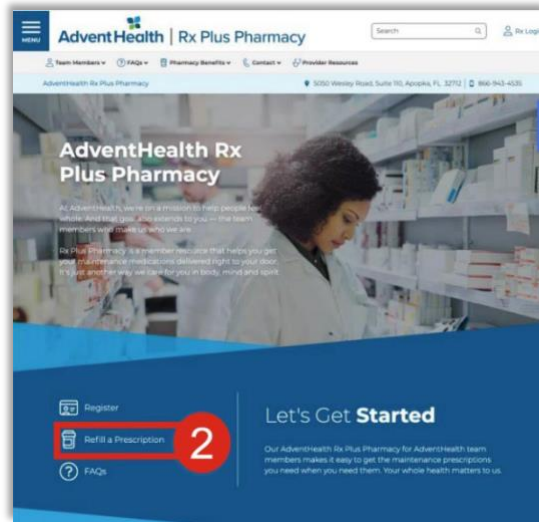 MENU
AdventHealth | Rx Plus Pharmacy
Search
Rx Logi
Team Members
FAQs
Pharmacy Benefits
Contact
Provider Resources
AdventHealth Rx Plus Pharmacy
5050 Wesley Road, Suite 110, Apopka, FL, 32712 | 866-943-4535
AdventHealth Rx
Plus Pharmacy
At AdventHealth, we're on a mission to help people feel
whole. And that goal also extends to you — the team
members who make us who we are.
Rx Plus Pharmacy is a member resource that helps you get
your maintenance medications delivered right to your door.
It's just another way we care for you in body, mind and spirit
Register
Refill a Prescription
2
FAQs
Let's Get Started
Our AdventHealth Rx Plus Pharmacy for AdventHealth team
members makes it easy to get the maintenance prescriptions
you need when you need them. Your whole health matters to us.